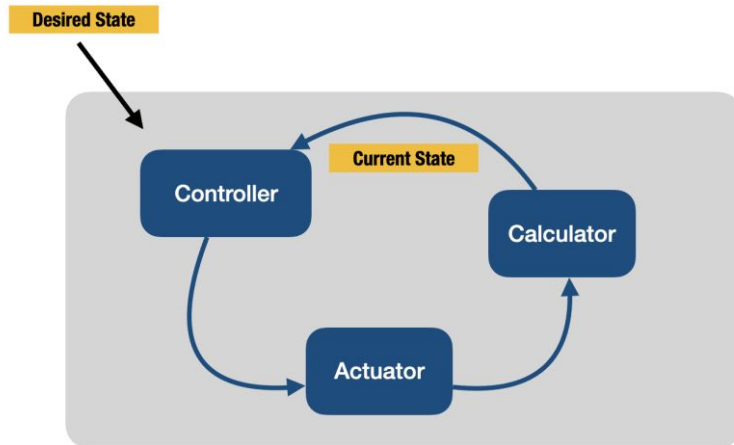 Desired State
Current State
Controller
Calculator
Actuator